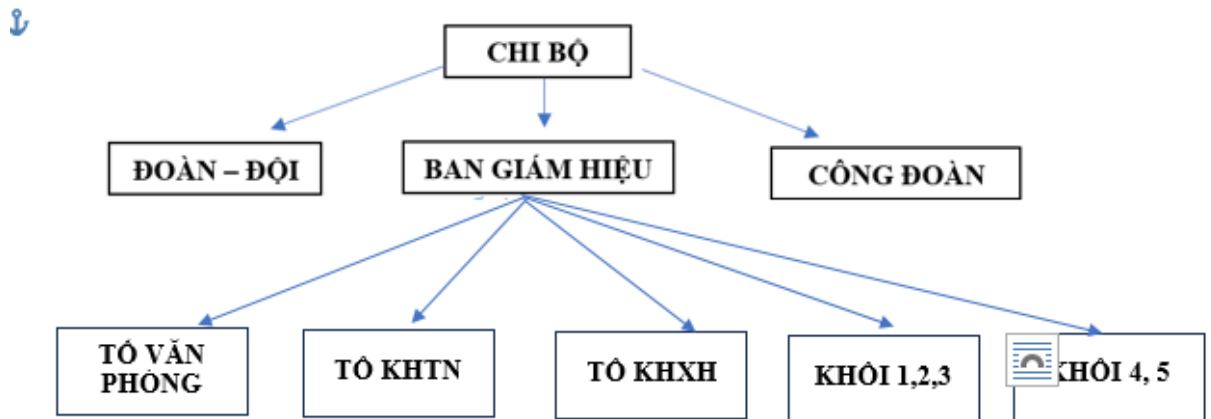 CHI BỘ
ĐOÀN – ĐỘI
BAN GIÁM HIỆU
CÔNG ĐOÀN
TỔ VĂN
PHÒNG
TỔ KHTN
TỔ KHXH
KHỐI 1,2,3
KHỐI 4, 5